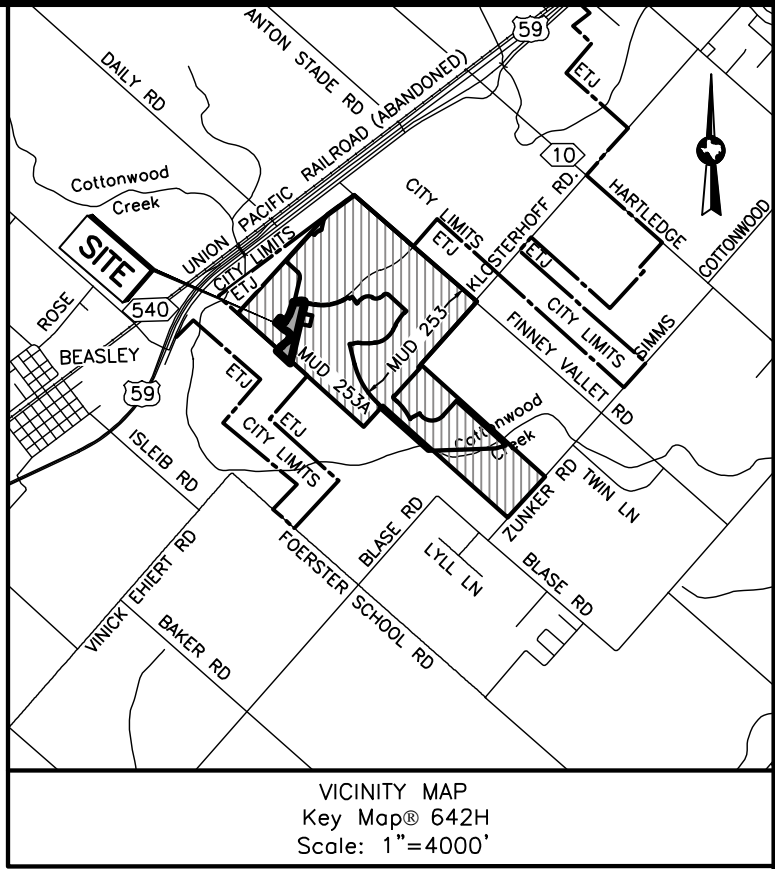 59
ANTON STADE RD
DAILY RD
ETJ
UNION PACIFIC RAILROAD (ABANDONED)
10
Cottonwood
Creek
CITY LIMITS
ETJ
KLOSTERHOFF RD.
HARTLEDGE
COTTONWOOD
SITE
CITY LIMITS
ETJ
ETJ
CITY LIMITS
SIMMS
540
ROSE
BEASLEY
59
MUD 253
FINNEY VALLET RD
MUD 253A
ETJ
ETJ
CITY LIMITS
Cottonwood
Creek
ISLEIB RD
ZUNKER RD
TWIN LN
BLASE RD
LYLL LN
BLASE RD
FOERSTER SCHOOL RD
VINICK EHIERT RD
BAKER RD
VICINITY MAP
Key Map® 642H
Scale: 1"=4000'